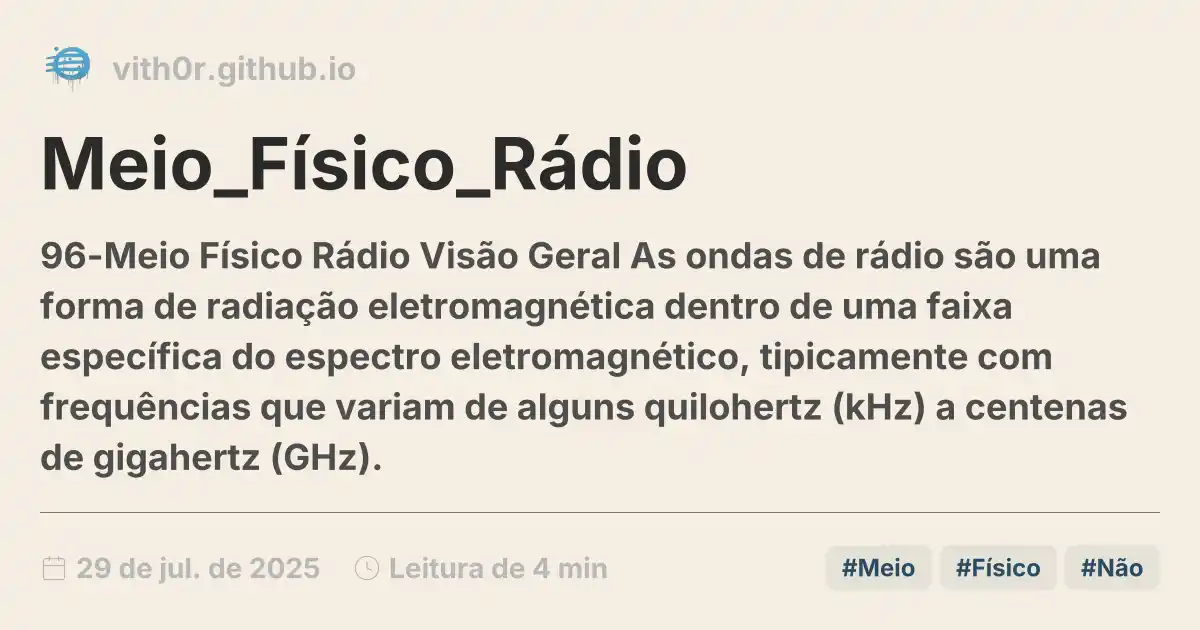 vith0r.github.io
Meio_Físico_Rádio
96-Meio Físico Rádio Visão Geral As ondas de rádio são uma
forma de radiação eletromagnética dentro de uma faixa
específica do espectro eletromagnético, tipicamente com
frequências que variam de alguns quilohertz (kHz) a centenas
de gigahertz (GHz).
29 de jul. de 2025 Leitura de 4 min #Meio #Físico #Não